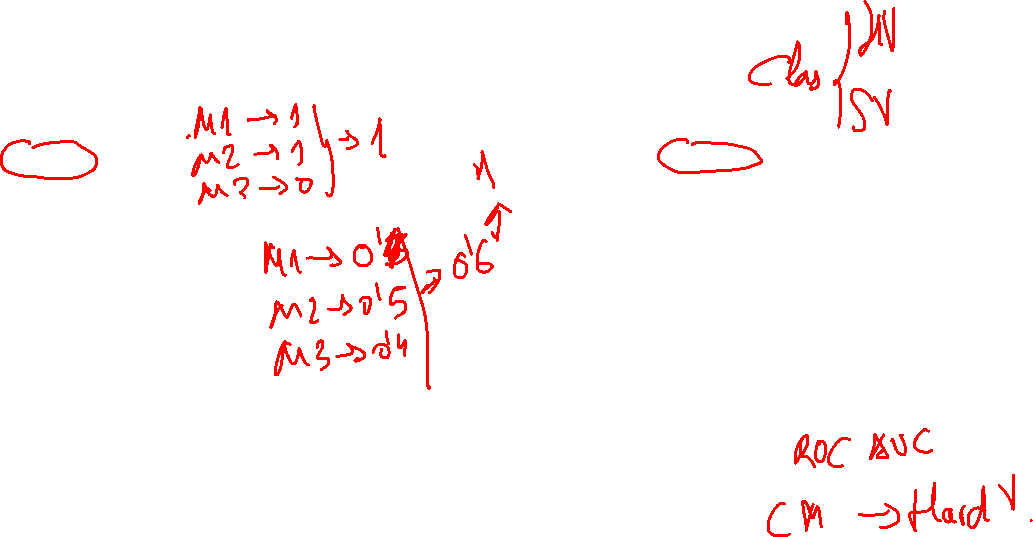 Clas HV
SV
M1 → 1
M2 → 1 → 1
M3 → 0
1
M1 → 0' → 0'6
M2 → 0'5
M3 → 0'4
ROC AUC
CM → Hard V.